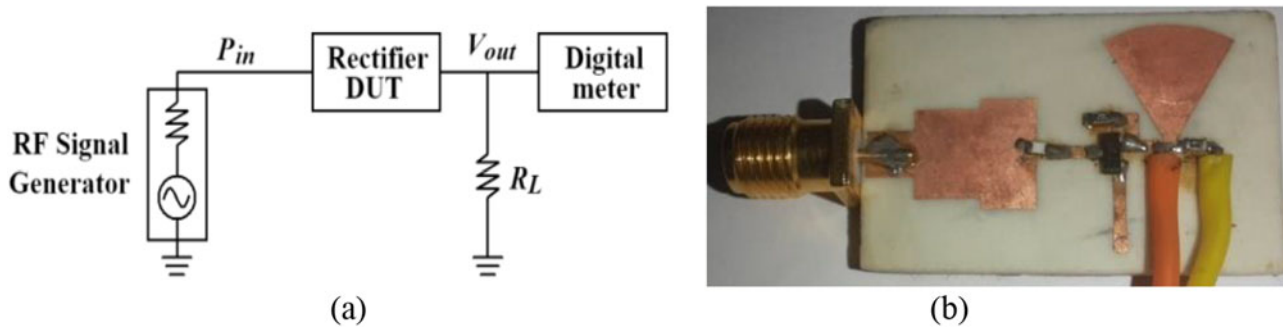 P_in
Rectifier
DUT
V_out
Digital
meter
RF Signal
Generator
R_L
(a)
(b)